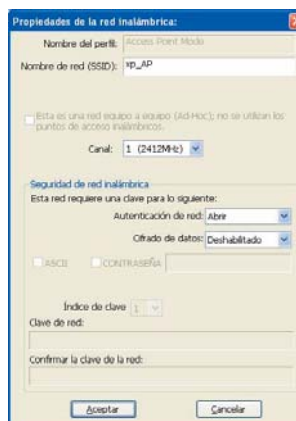 Propiedades de la red inalámbrica:
Nombre del perfil: Access Point Mode
Nombre de red (SSID): xp_AP
Esta es una red equipo a equipo (Ad-Hoc); no se utilizan los
puntos de acceso inalámbricos.
Canal: 1 (2412MHz)
Seguridad de red inalámbrica
Esta red requiere una clave para lo siguiente:
Autenticación de red: Abrir
Cifrado de datos: Deshabilitado
ASCII CONTRASEÑA
Índice de clave 1
Clave de red:
Confirmar la clave de la red:
Aceptar Cancelar